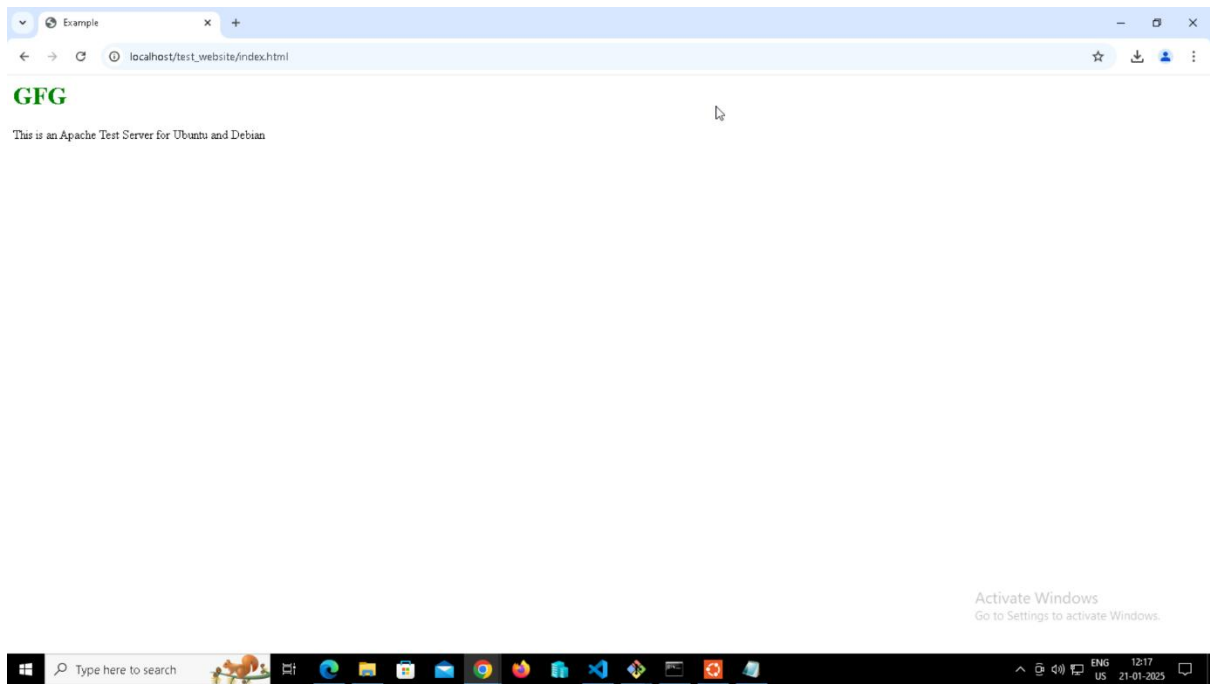 Example
localhost/test_website/index.html
GFG
This is an Apache Test Server for Ubuntu and Debian
Activate Windows
Go to Settings to activate Windows.
Type here to search
ENG
US
12:17
21-01-2025